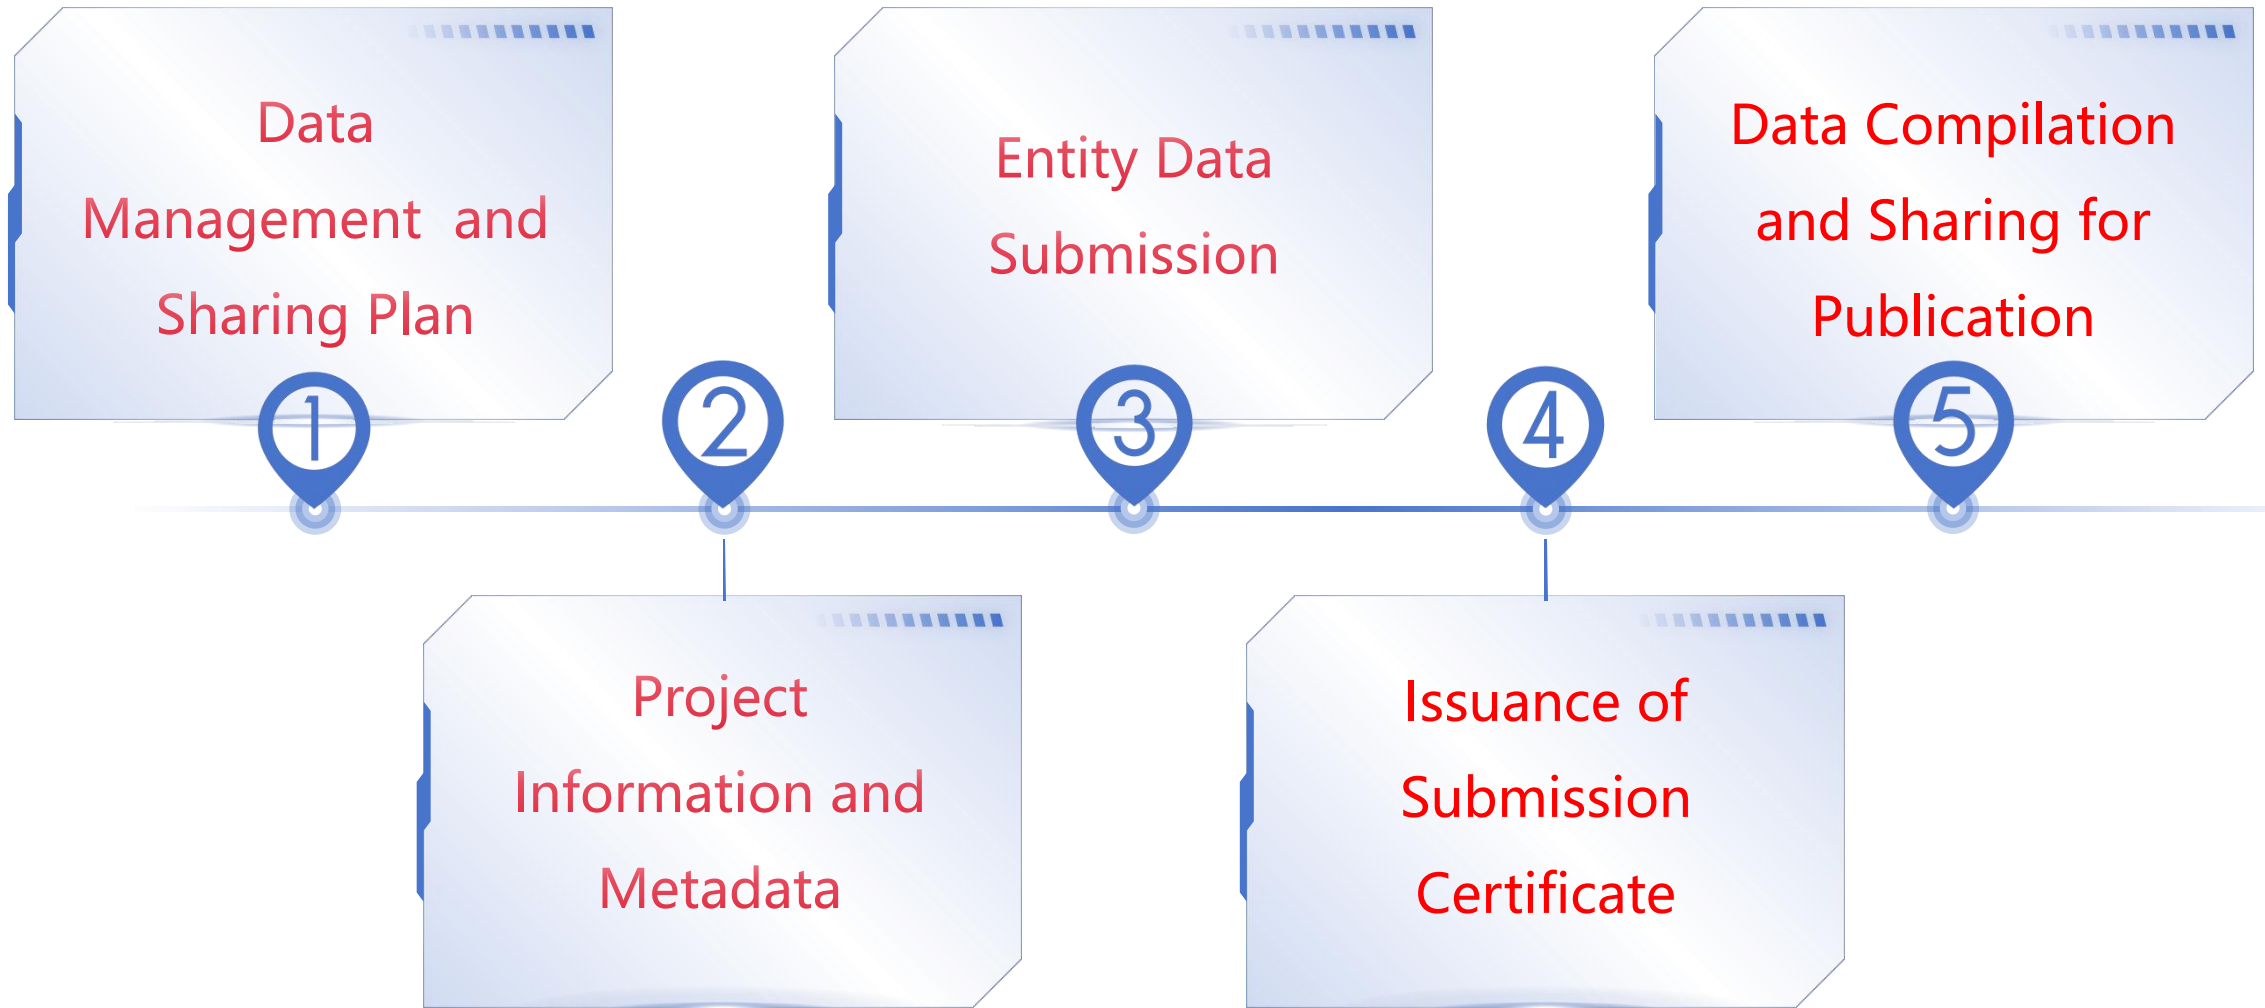 Data
Management and
Sharing Plan
1
Project
Information and
Metadata
2
Entity Data
Submission
3
Issuance of
Submission
Certificate
4
Data Compilation
and Sharing for
Publication
5